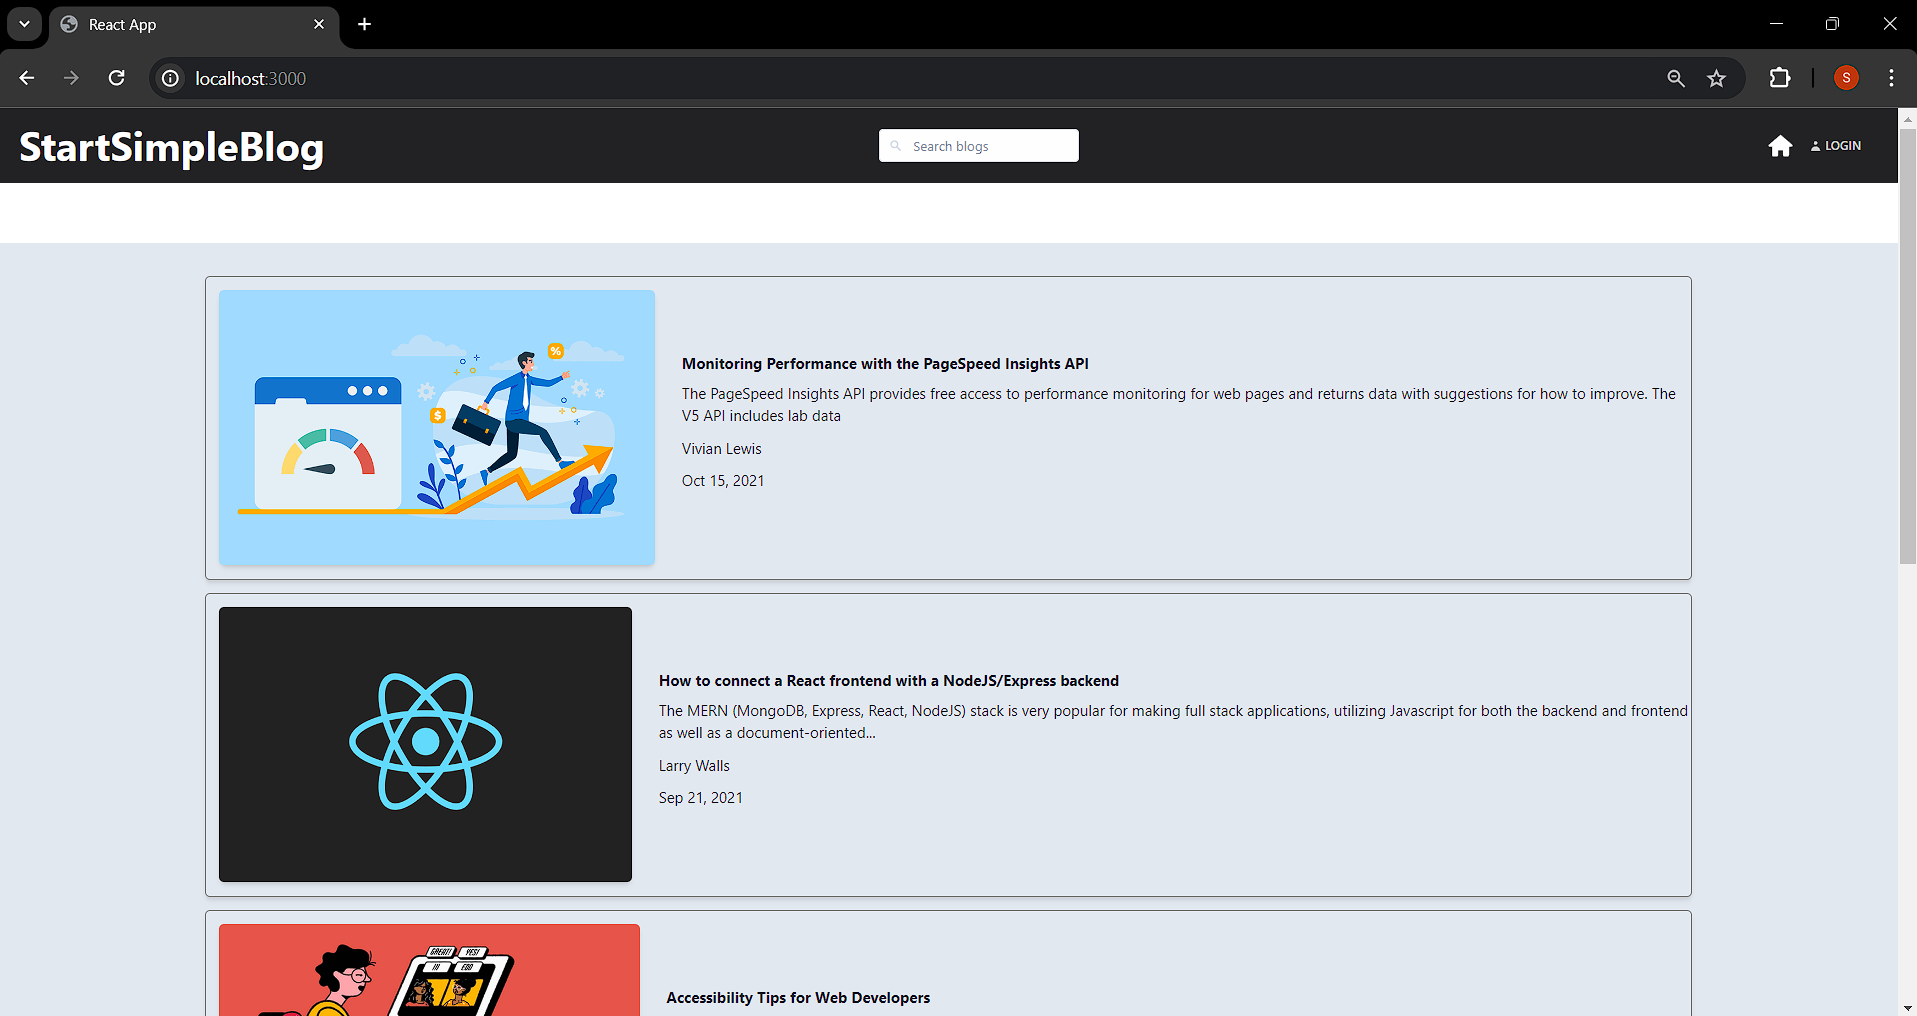 React App
localhost:3000
S
StartSimpleBlog
Search blogs
LOGIN
%
$
Monitoring Performance with the PageSpeed Insights API
The PageSpeed Insights API provides free access to performance monitoring for web pages and returns data with suggestions for how to improve. The
V5 API includes lab data
Vivian Lewis
Oct 15, 2021
How to connect a React frontend with a NodeJS/Express backend
The MERN (MongoDB, Express, React, NodeJS) stack is very popular for making full stack applications, utilizing Javascript for both the backend and frontend
as well as a document-oriented...
Larry Walls
Sep 21, 2021
GREAT! YES!
Accessibility Tips for Web Developers